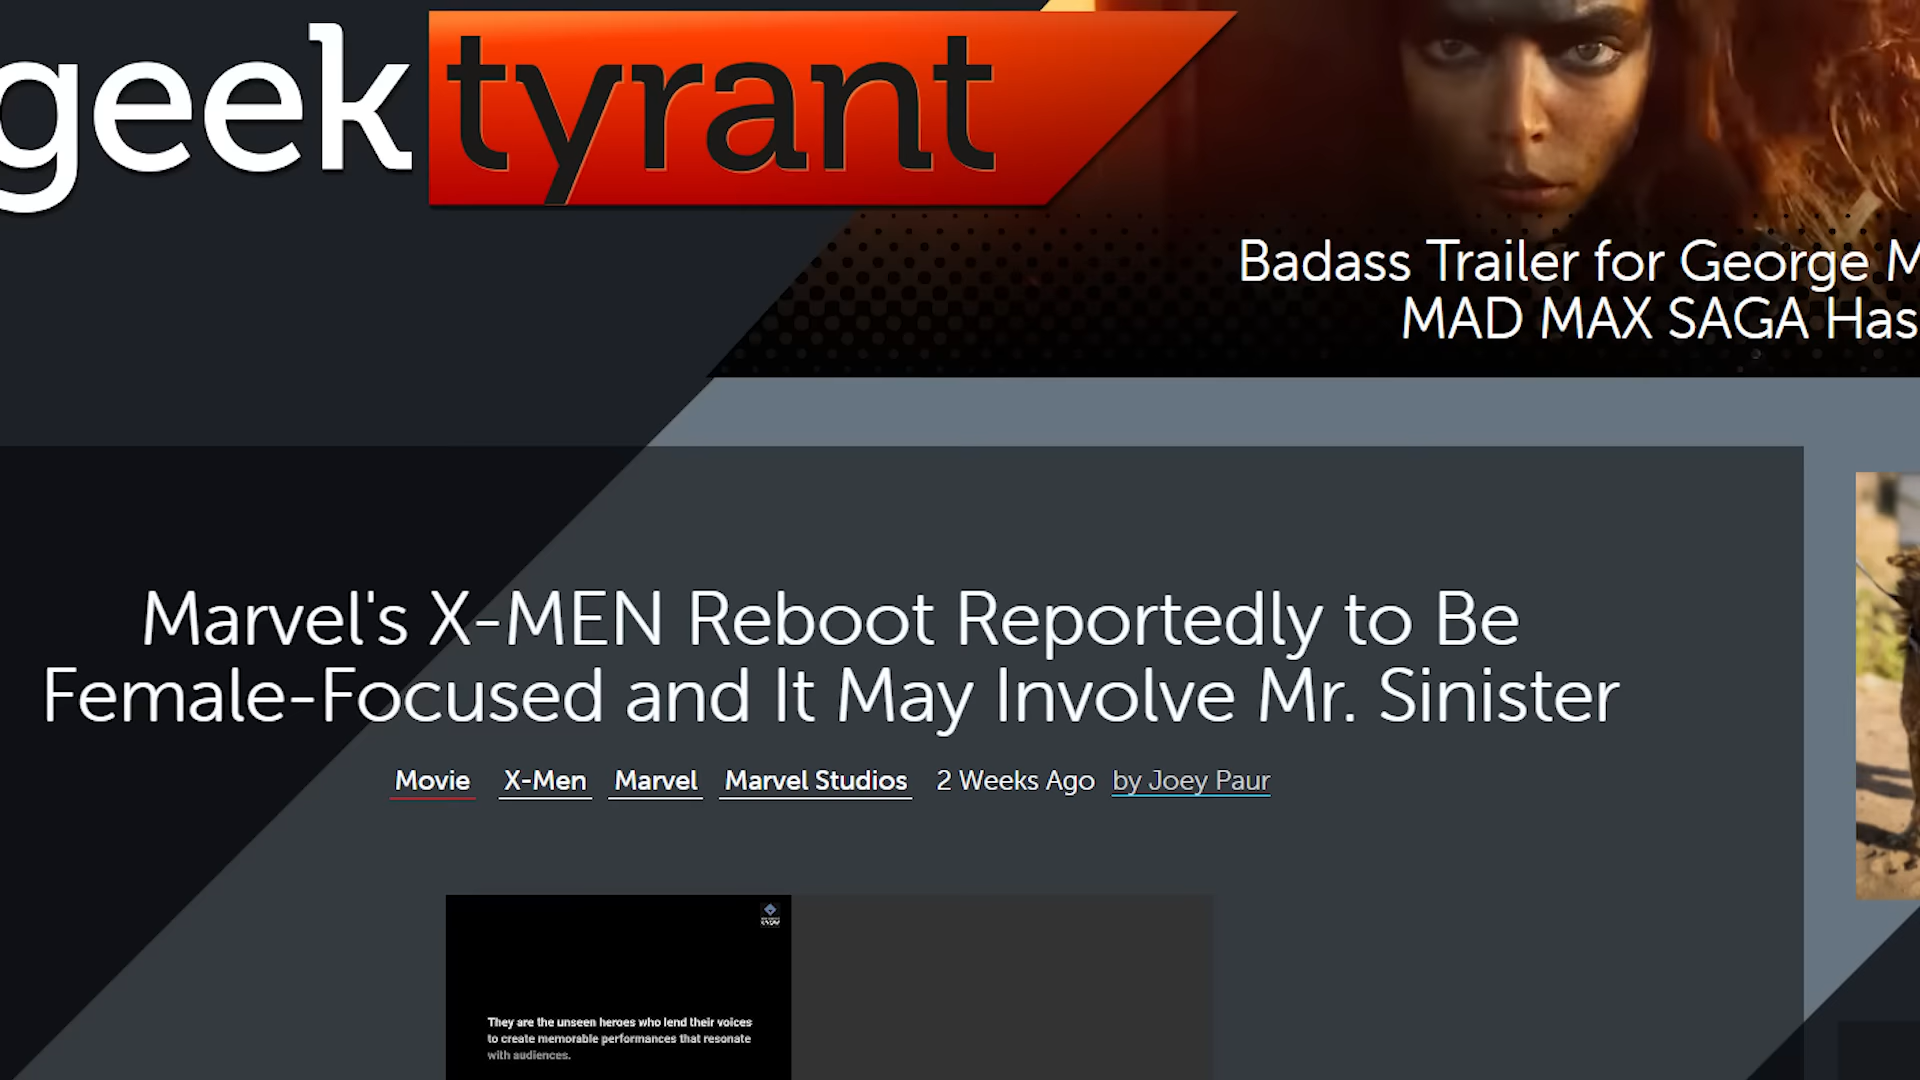 geek tyrant
Badass Trailer for George M
MAD MAX SAGA Has
Marvel's X-MEN Reboot Reportedly to Be
Female-Focused and It May Involve Mr. Sinister
Movie X-Men Marvel Marvel Studios 2 Weeks Ago by Joey Paur
They are the unseen heroes who lend their voices
to create memorable performances that resonate
with audiences.